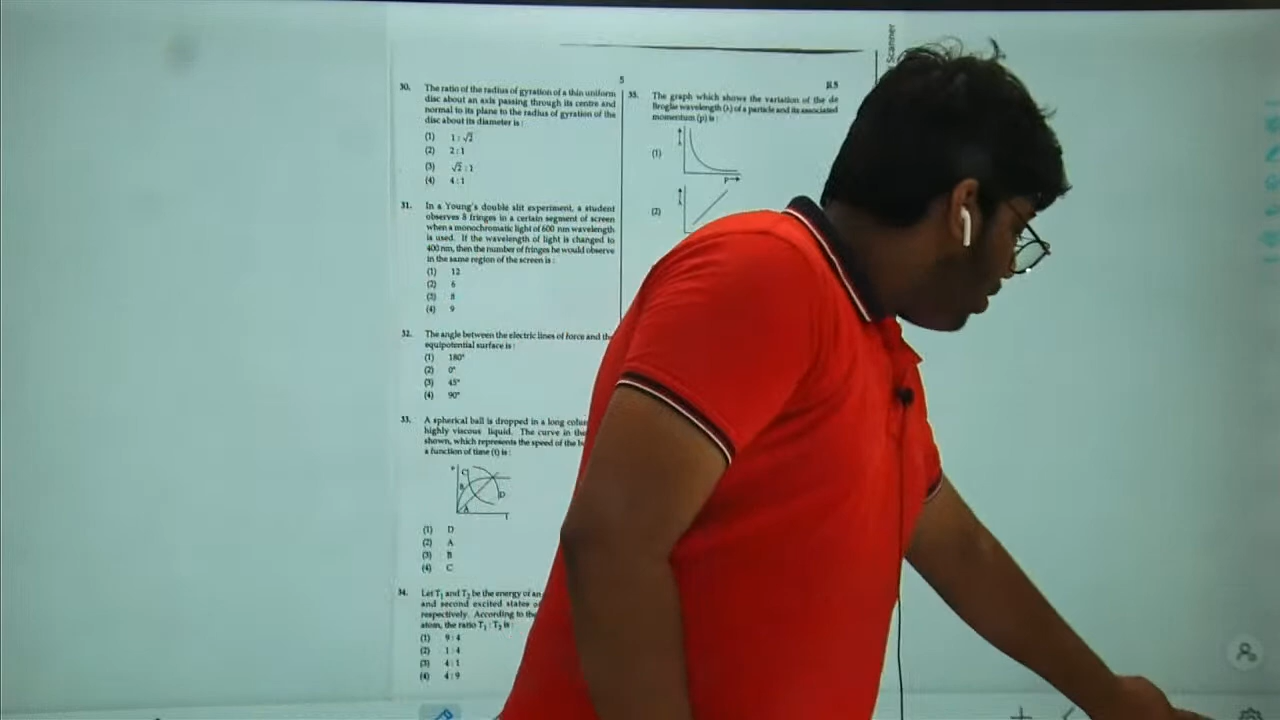 Scanner
5
R5
30. The ratio of the radius of gyration of a thin uniform
disc about an axis passing through its centre and
normal to its plane to the radius of gyration of the
disc about its diameter is :
(1) 1 : √2
(2) 2 : 1
(3) √2 : 1
(4) 4 : 1
31. In a Young's double slit experiment, a student
observes 8 fringes in a certain segment of screen
when a monochromatic light of 600 nm wavelength
is used. If the wavelength of light is changed to
400 nm, then the number of fringes he would observe
in the same region of the screen is :
(1) 12
(2) 6
(3) 8
(4) 9
32. The angle between the electric lines of force and the
equipotential surface is :
(1) 180°
(2) 0°
(3) 45°
(4) 90°
33. A spherical ball is dropped in a long
highly viscous liquid. The curve in the
shown, which represents the speed of the
a function of time (t) is :
C
B
D
A
(1) D
(2) A
(3) B
(4) C
34. Let T₁ and T₂ be the energy of an
and second excited states
respectively. According to the
atom, the ratio T₁ : T₂ is :
(1) 9 : 4
(2) 1 : 4
(3) 4 : 1
(4) 4 : 9
35. The graph which shows the variation of the de
Broglie wavelength (λ) of a particle and its associated
momentum (p) is :
(1)
λ
p
(2)
λ